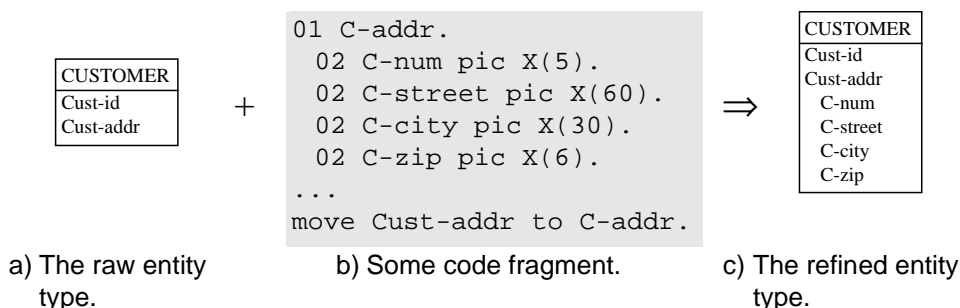 CUSTOMER
Cust-id
Cust-addr
+
01 C-addr.
02 C-num pic X(5).
02 C-street pic X(60).
02 C-city pic X(30).
02 C-zip pic X(6).
...
move Cust-addr to C-addr.
⇒
CUSTOMER
Cust-id
Cust-addr
C-num
C-street
C-city
C-zip
a) The raw entity
type.
b) Some code fragment.
c) The refined entity
type.